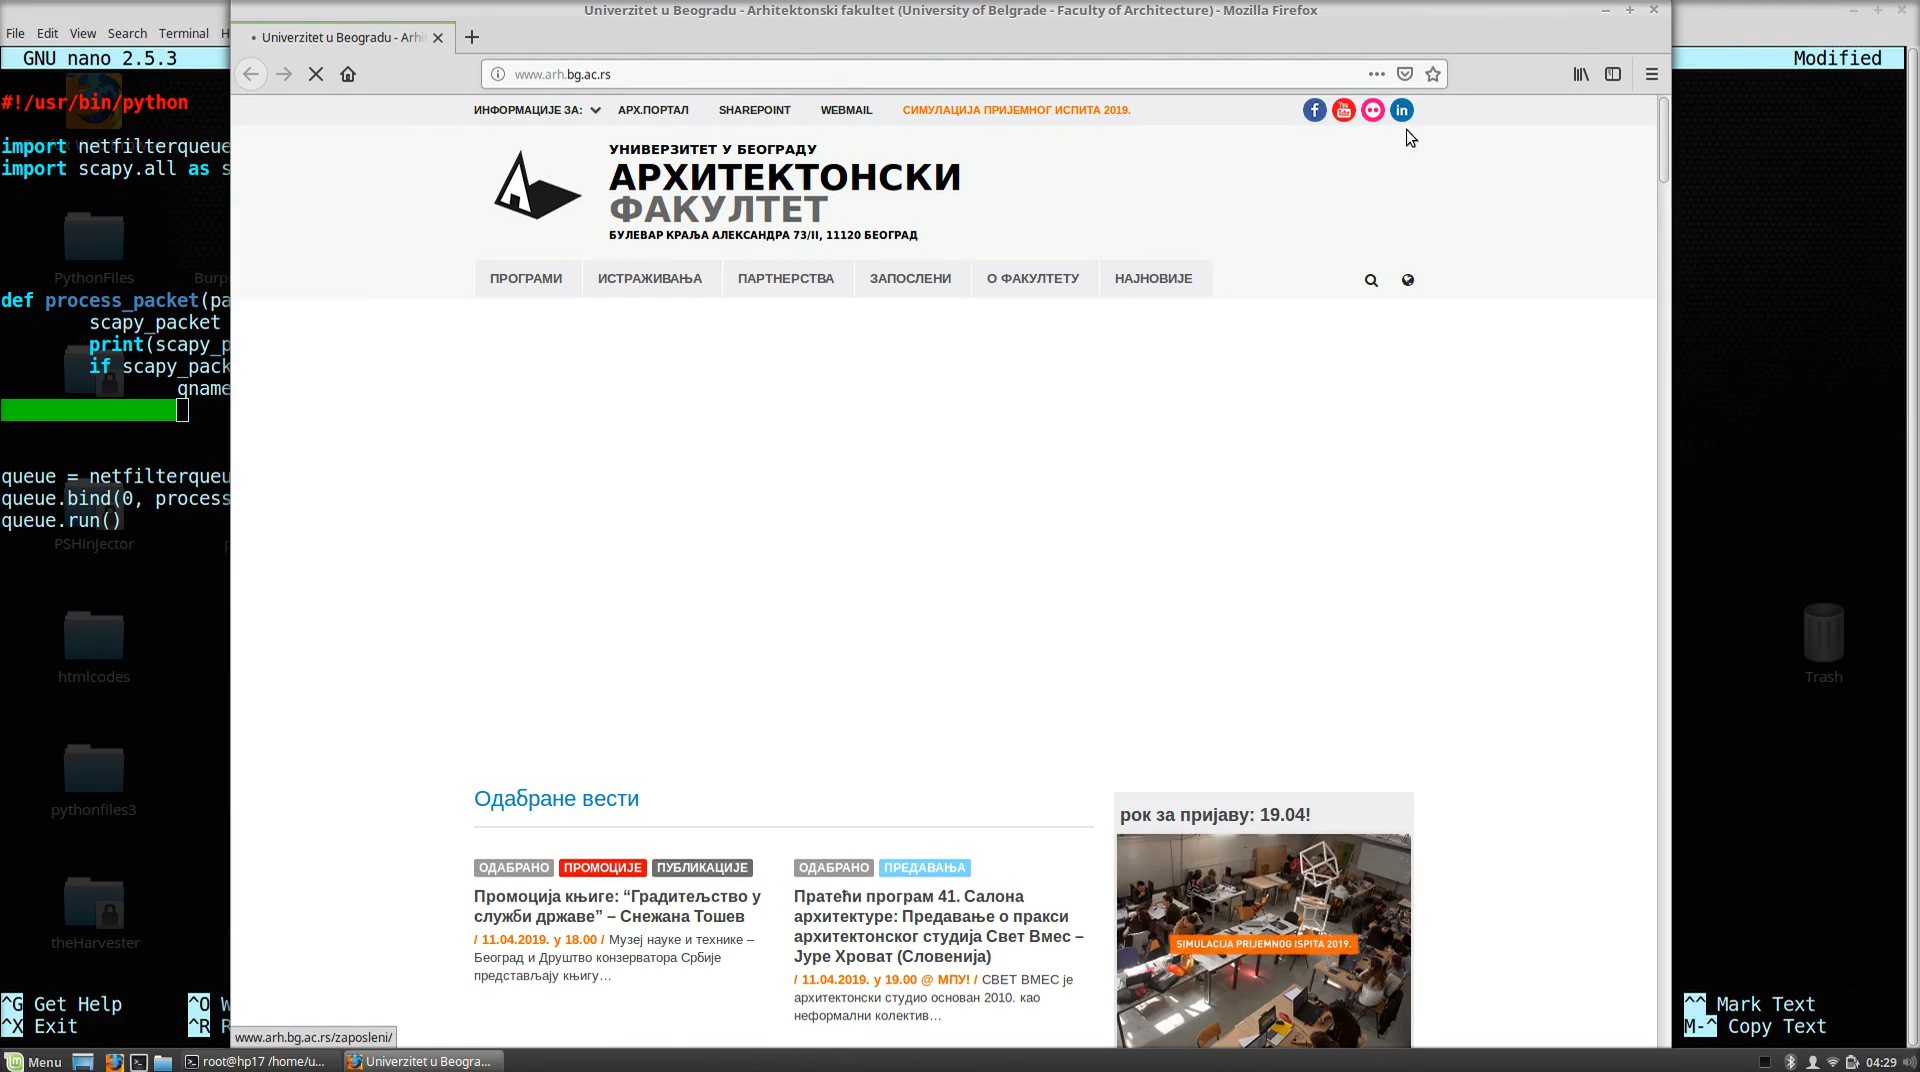 Univerzitet u Beogradu - Arhitektonski fakultet (University of Belgrade - Faculty of Architecture) - Mozilla Firefox
File Edit View Search Terminal H
Univerzitet u Beogradu - Arhi
GNU nano 2.5.3
Modified
www.arh.bg.ac.rs
#!/usr/bin/python
ИНФОРМАЦИЈЕ ЗА: АРХ.ПОРТАЛ SHAREPOINT WEBMAIL СИМУЛАЦИЈА ПРИЈЕМНОГ ИСПИТА 2019.
f You Tube in
import netfilterqueue
import scapy.all as s
УНИВЕРЗИТЕТ У БЕОГРАДУ
АРХИТЕКТОНСКИ
ФАКУЛТЕТ
БУЛЕВАР КРАЉА АЛЕКСАНДРА 73/II, 11120 БЕОГРАД
PythonFiles Burp
ПРОГРАМИ ИСТРАЖИВАЊА ПАРТНЕРСТВА ЗАПОСЛЕНИ О ФАКУЛТЕТУ НАЈНОВИЈЕ
def process_packet(pa
scapy_packet
print(scapy_p
if scapy_pack
qname
queue = netfilterqueu
queue.bind(0, process
queue.run()
PSHInjector
htmlcodes
Trash
pythonfiles3
theHarvester
Одабране вести
ОДАБРАНО ПРОМОЦИЈЕ ПУБЛИКАЦИЈЕ
Промоција књиге: “Градитељство у
служби државе” – Снежана Тошев
/ 11.04.2019. у 18.00 / Музеј науке и технике –
Београд и Друштво конзерватора Србије
представљају књигу…
ОДАБРАНО ПРЕДАВАЊА
Пратећи програм 41. Салона
архитектуре: Предавање о пракси
архитектонског студија Свет Вмес –
Јуре Хроват (Словенија)
/ 11.04.2019. у 19.00 @ МПУ! / СВЕТ ВМЕС је
архитектонски студио основан 2010. као
неформални колектив…
рок за пријаву: 19.04!
SIMULACIJA PRIJEMNOG ISPITA 2019.
^G Get Help ^O W
^X Exit ^R R
^^ Mark Text
M-^ Copy Text
www.arh.bg.ac.rs/zaposleni/
Menu root@hp17 /home/u... Univerzitet u Beogra... 04:29